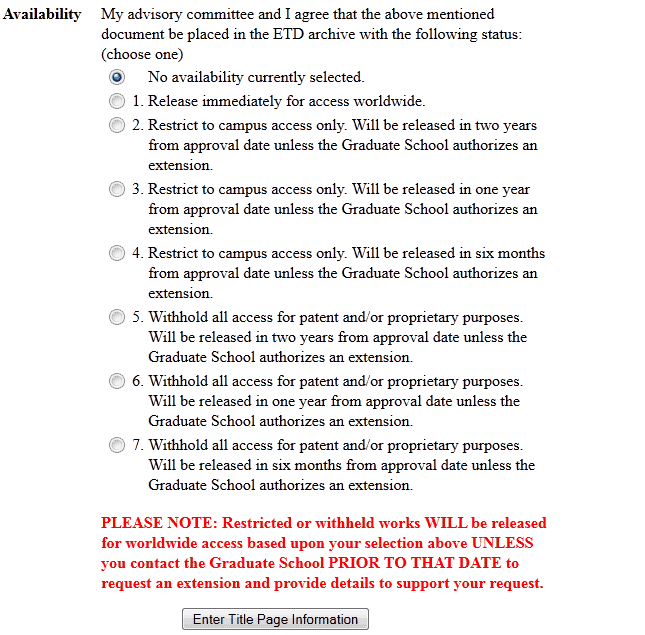 Availability My advisory committee and I agree that the above mentioned
document be placed in the ETD archive with the following status:
(choose one)
No availability currently selected.
1. Release immediately for access worldwide.
2. Restrict to campus access only. Will be released in two years
from approval date unless the Graduate School authorizes an
extension.
3. Restrict to campus access only. Will be released in one year
from approval date unless the Graduate School authorizes an
extension.
4. Restrict to campus access only. Will be released in six months
from approval date unless the Graduate School authorizes an
extension.
5. Withhold all access for patent and/or proprietary purposes.
Will be released in two years from approval date unless the
Graduate School authorizes an extension.
6. Withhold all access for patent and/or proprietary purposes.
Will be released in one year from approval date unless the
Graduate School authorizes an extension.
7. Withhold all access for patent and/or proprietary purposes.
Will be released in six months from approval date unless the
Graduate School authorizes an extension.
PLEASE NOTE: Restricted or withheld works WILL be released
for worldwide access based upon your selection above UNLESS
you contact the Graduate School PRIOR TO THAT DATE to
request an extension and provide details to support your request.
Enter Title Page Information